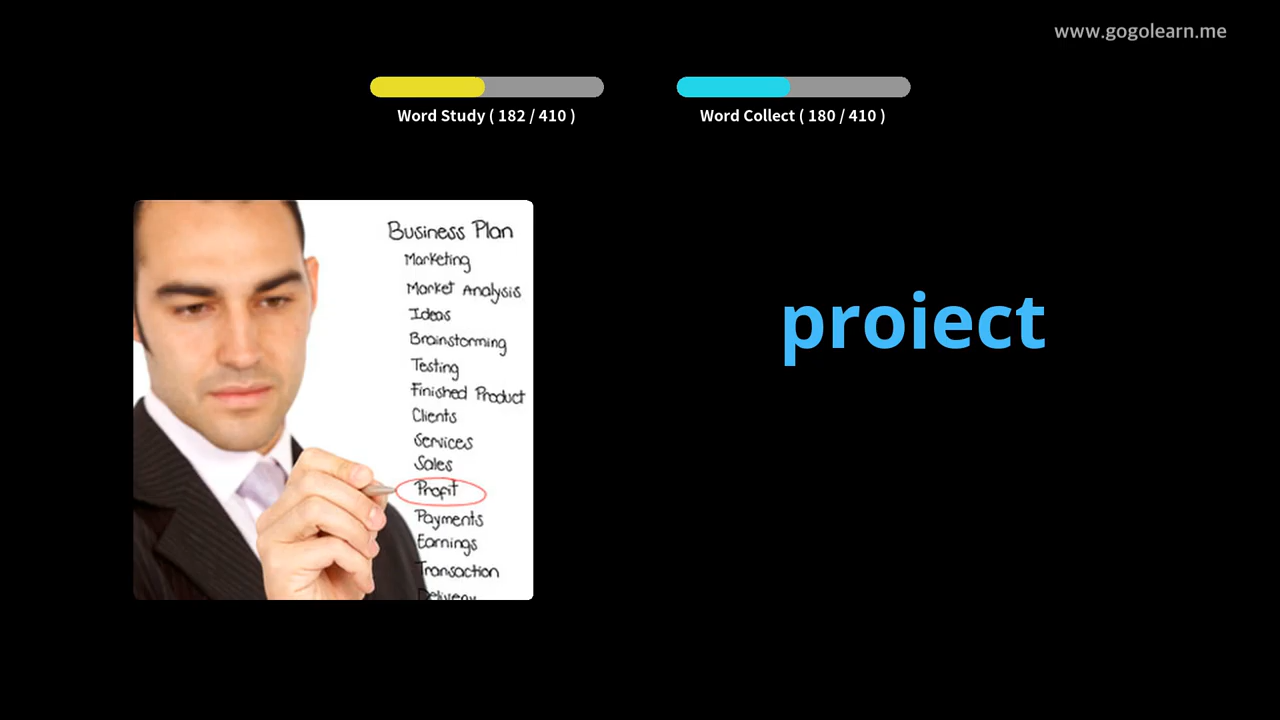 www.gogolearn.me
Word Study ( 182 / 410 )
Word Collect ( 180 / 410 )
Business Plan
Marketing
Market Analysis
Ideas
Brainstorming
Testing
Finished Product
Clients
Services
Sales
Profit
Payments
Earnings
Transaction
Delivery
proiect